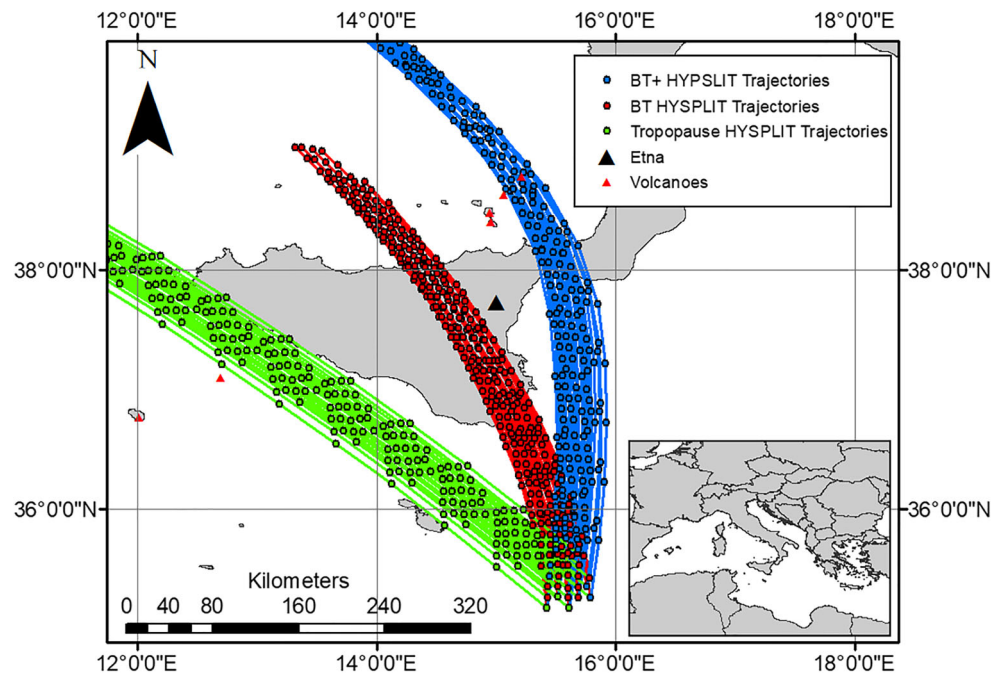 12°0'0"E 14°0'0"E 16°0'0"E 18°0'0"E
N
BT+ HYPSLIT Trajectories
BT HYSPLIT Trajectories
Tropopause HYSPLIT Trajectories
Etna
Volcanoes
38°0'0"N 38°0'0"N
36°0'0"N 36°0'0"N
Kilometers
0 40 80 160 240 320
12°0'0"E 14°0'0"E 16°0'0"E 18°0'0"E